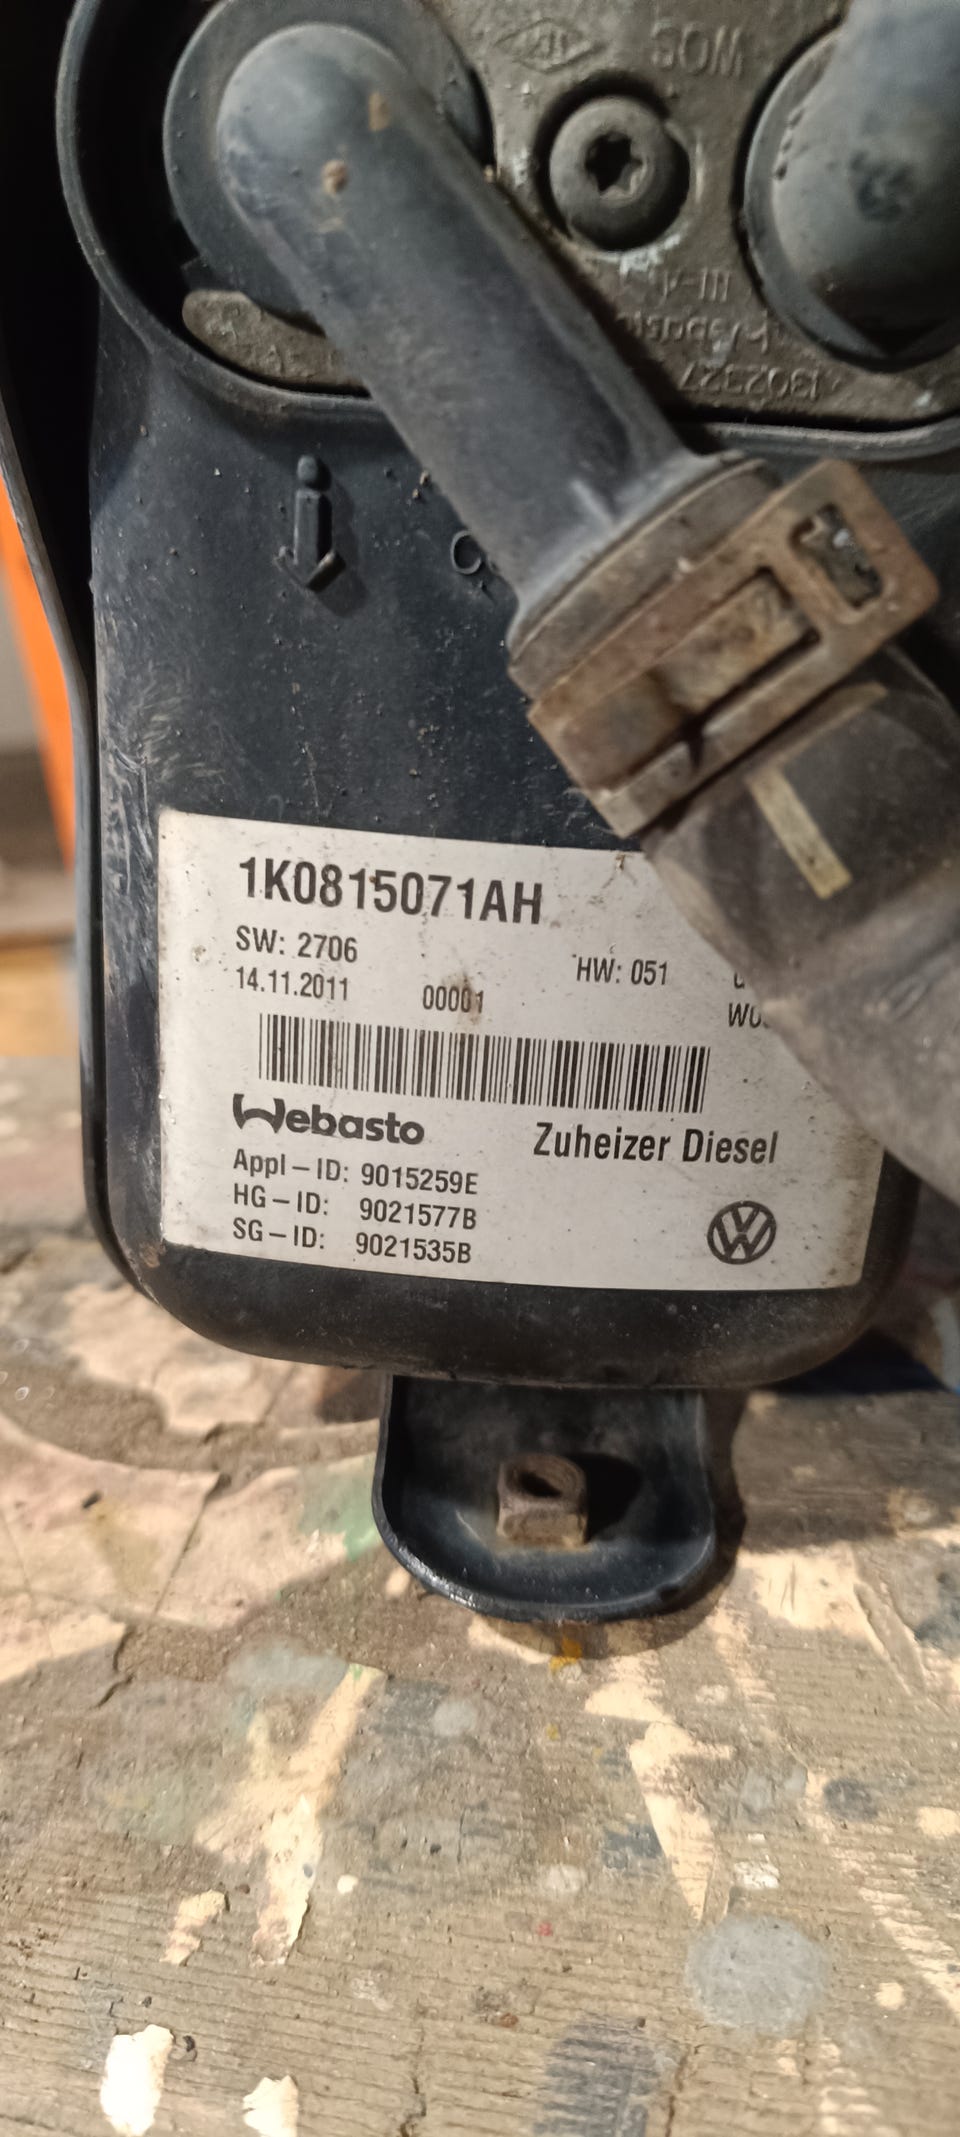 1K0815071AH
SW: 2706
HW: 051
14.11.2011 00001
Webasto
Zuheizer Diesel
Appl-ID: 9015259E
HG-ID: 9021577B
SG-ID: 9021535B